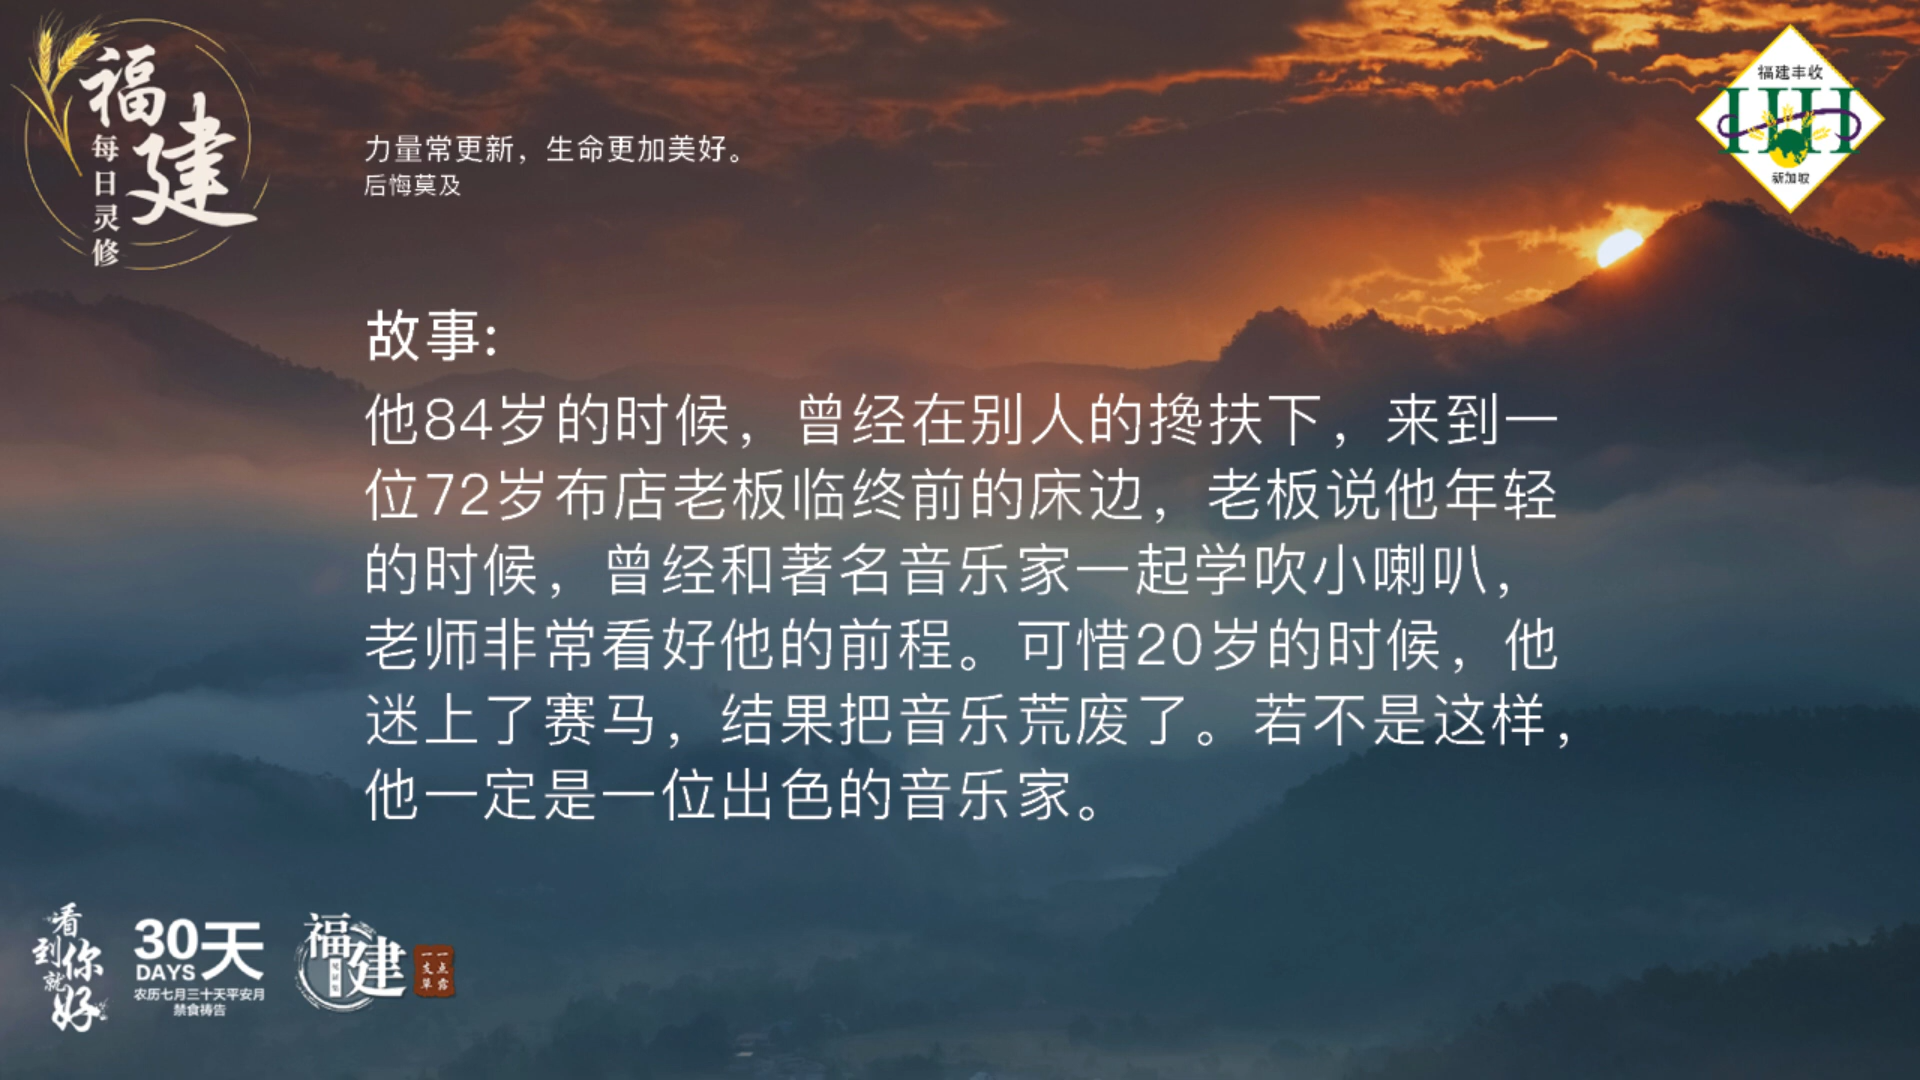 福建
每日灵修
力量常更新，生命更加美好。
后悔莫及
福建丰收
HH
新加坡
故事:
他84岁的时候，曾经在别人的搀扶下，来到一
位72岁布店老板临终前的床边，老板说他年轻
的时候，曾经和著名音乐家一起学吹小喇叭，
老师非常看好他的前程。可惜20岁的时候，他
迷上了赛马，结果把音乐荒废了。若不是这样，
他一定是一位出色的音乐家。
看到你就好
30天
DAYS
农历七月三十天平安月
禁食祷告
福建
一点露
一支草